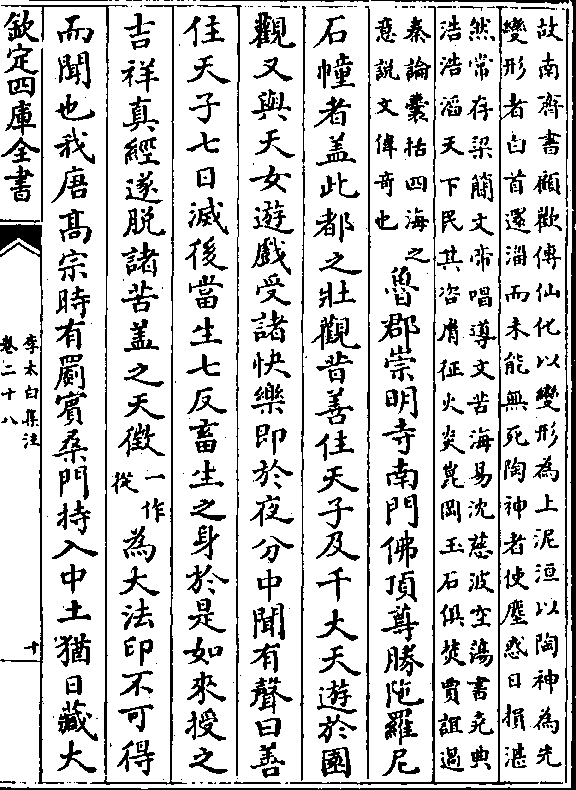 故南齊書顧歡傳仙化以變形為上泥洹以陶神為先
變形者白首還淄而未能無死陶神者使塵惑日損湛
然常存梁簡文帝唱導文苦海易沈慈波空蕩書堯典
浩浩滔天下民其咨膺征火炎崑岡玉石俱焚賈誼過
秦論囊括四海之
意説文偉奇也
魯郡崇明寺南門佛頂尊勝陁羅尼
石幢者盖此都之壯觀昔善住天子及千大天遊於園
觀又與天女遊戲受諸快樂即於夜分中聞有聲曰善
住天子七日滅後當生七反畜生之身於是如來授之
吉祥真經遂脱諸苦盖之天徵
一作
從
為大法印不可得
而聞也我唐髙宗時有罽賓桑門持入中土猶日藏大
欽定四庫全書
李太白集注
卷二十八
十